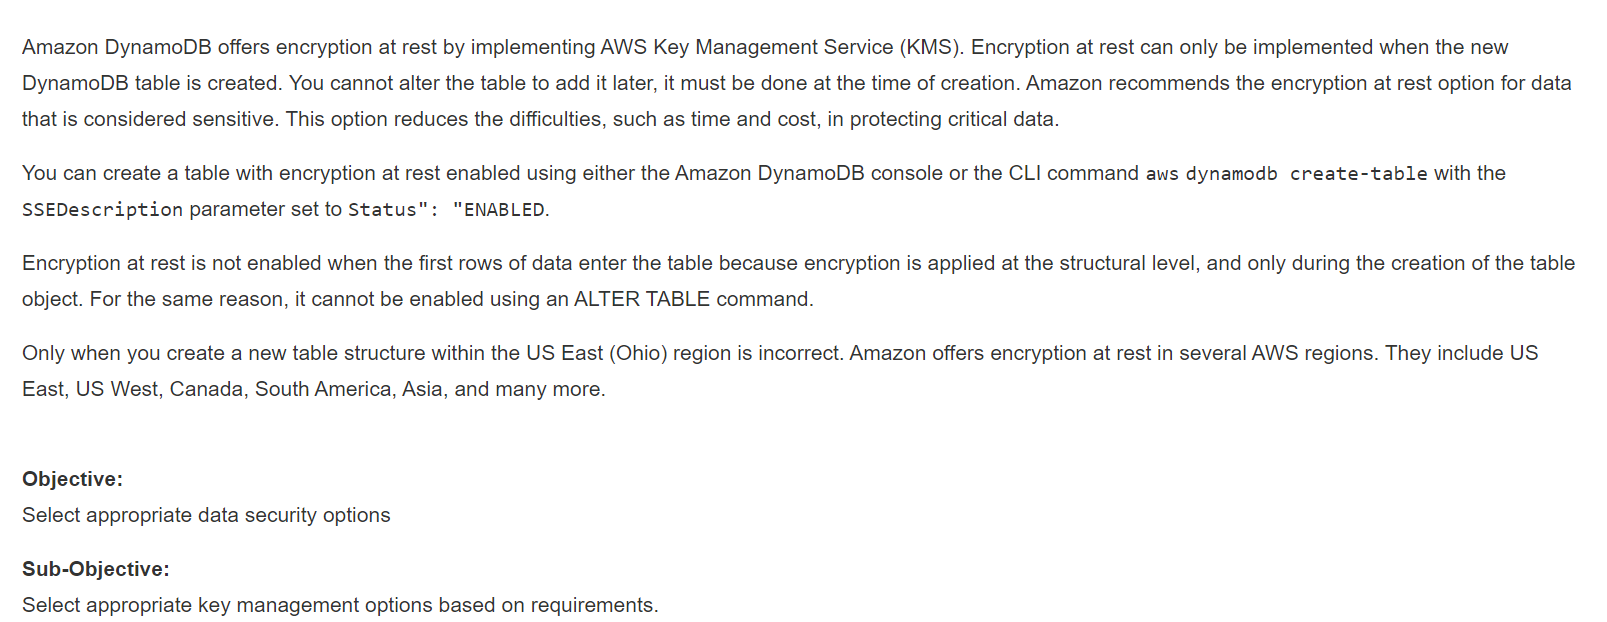 Amazon DynamoDB offers encryption at rest by implementing AWS Key Management Service (KMS). Encryption at rest can only be implemented when the new
DynamoDB table is created. You cannot alter the table to add it later, it must be done at the time of creation. Amazon recommends the encryption at rest option for data
that is considered sensitive. This option reduces the difficulties, such as time and cost, in protecting critical data.
You can create a table with encryption at rest enabled using either the Amazon DynamoDB console or the CLI command aws dynamodb create-table with the
SSEDescription parameter set to Status": "ENABLED.
Encryption at rest is not enabled when the first rows of data enter the table because encryption is applied at the structural level, and only during the creation of the table
object. For the same reason, it cannot be enabled using an ALTER TABLE command.
Only when you create a new table structure within the US East (Ohio) region is incorrect. Amazon offers encryption at rest in several AWS regions. They include US
East, US West, Canada, South America, Asia, and many more.
Objective:
Select appropriate data security options
Sub-Objective:
Select appropriate key management options based on requirements.